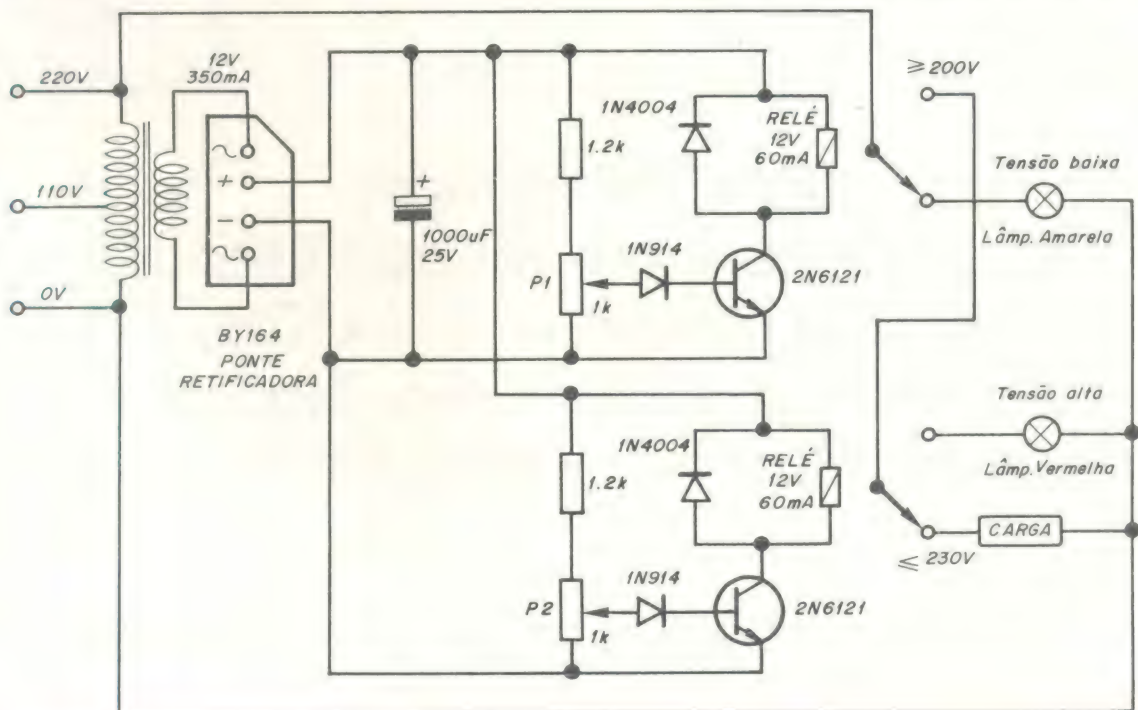 220V
110V
0V
12V
350mA
~
+
−
~
BY164
PONTE
RETIFICADORA
+
1000uF
25V
1.2k
P1
1k
1N914
1N4004
RELÉ
12V
60mA
2N6121
1.2k
P2
1k
1N914
1N4004
RELÉ
12V
60mA
2N6121
≥ 200V
Tensão baixa
Lâmp. Amarela
Tensão alta
Lâmp. Vermelha
CARGA
≤ 230V